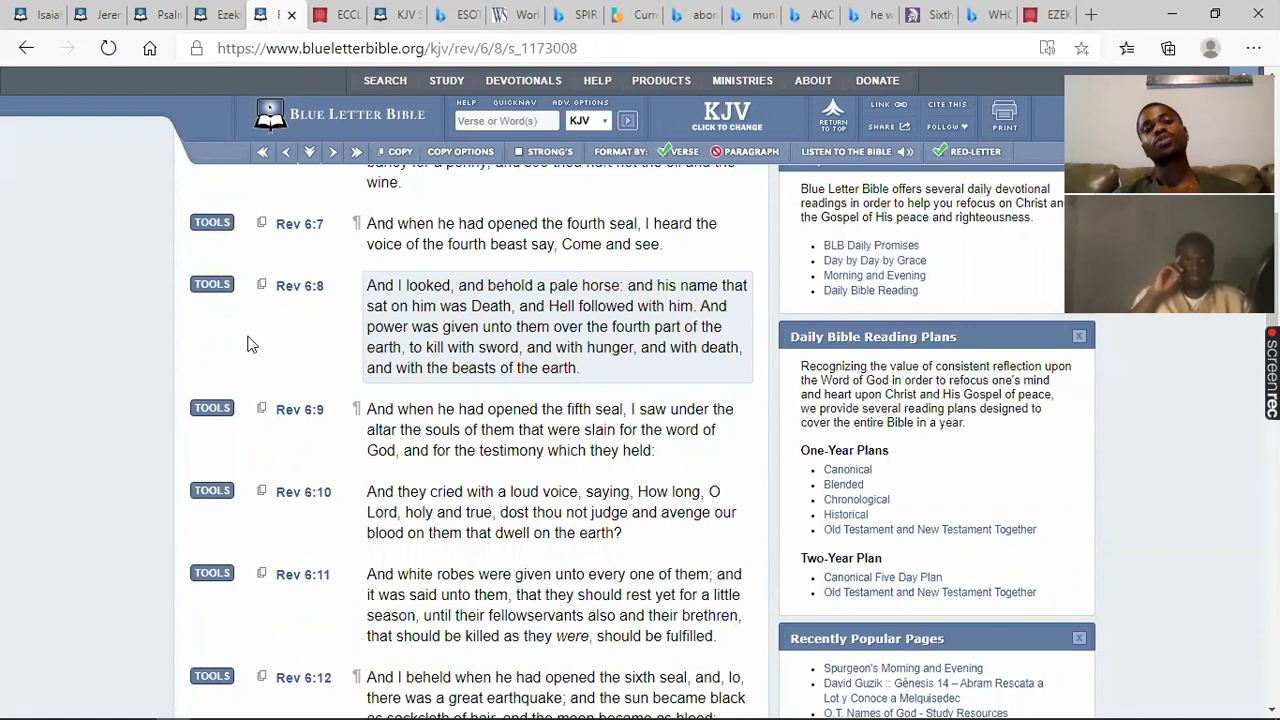 Isaia
Jeren
Psaln
Ezeki
F
ECCL
KJV S
ESOT
Worl
SPIR
Curre
abor
mun
ANC
he w
Sixth
WHC
EZEK
https://www.blueletterbible.org/kjv/rev/6/8/s_1173008
SEARCH STUDY DEVOTIONALS HELP PRODUCTS MINISTRIES ABOUT DONATE
BLUE LETTER BIBLE
HELP QUICKNAV ADV. OPTIONS
Verse or Word(s) KJV
KJV
CLICK TO CHANGE
RETURN
TO TOP
LINK CITE THIS
SHARE FOLLOW
PRINT
COPY COPY OPTIONS STRONG'S FORMAT BY: VERSE PARAGRAPH LISTEN TO THE BIBLE RED-LETTER
wine.
TOOLS Rev 6:7 ¶ And when he had opened the fourth seal, I heard the
voice of the fourth beast say, Come and see.
TOOLS Rev 6:8 And I looked, and behold a pale horse: and his name that
sat on him was Death, and Hell followed with him. And
power was given unto them over the fourth part of the
earth, to kill with sword, and with hunger, and with death,
and with the beasts of the earth.
TOOLS Rev 6:9 ¶ And when he had opened the fifth seal, I saw under the
altar the souls of them that were slain for the word of
God, and for the testimony which they held:
TOOLS Rev 6:10 And they cried with a loud voice, saying, How long, O
Lord, holy and true, dost thou not judge and avenge our
blood on them that dwell on the earth?
TOOLS Rev 6:11 And white robes were given unto every one of them; and
it was said unto them, that they should rest yet for a little
season, until their fellowservants also and their brethren,
that should be killed as they were, should be fulfilled.
TOOLS Rev 6:12 ¶ And I beheld when he had opened the sixth seal, and, lo,
there was a great earthquake; and the sun became black
as sackcloth of hair, and the moon became as blood;
Blue Letter Bible offers several daily devotional
readings in order to help you refocus on Christ and
the Gospel of His peace and righteousness.
BLB Daily Promises
Day by Day by Grace
Morning and Evening
Daily Bible Reading
Daily Bible Reading Plans
Recognizing the value of consistent reflection upon
the Word of God in order to refocus one's mind
and heart upon Christ and His Gospel of peace,
we provide several reading plans designed to
cover the entire Bible in a year.
One-Year Plans
Canonical
Blended
Chronological
Historical
Old Testament and New Testament Together
Two-Year Plan
Canonical Five Day Plan
Old Testament and New Testament Together
Recently Popular Pages
Spurgeon's Morning and Evening
David Guzik :: Génesis 14 – Abram Rescata a
Lot y Conoce a Melquisedec
O.T. Names of God - Study Resources
screenrec